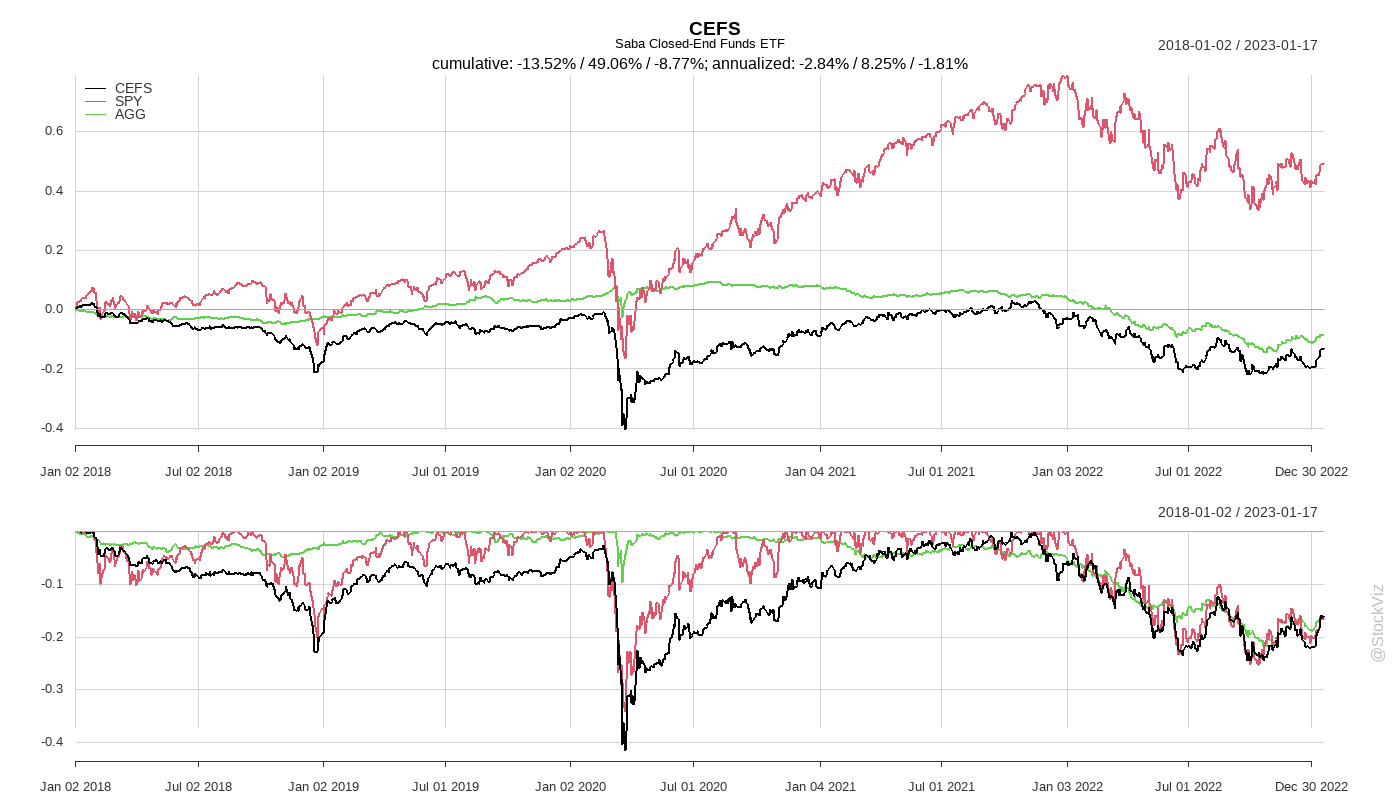 CEFS
Saba Closed-End Funds ETF
2018-01-02 / 2023-01-17
cumulative: -13.52% / 49.06% / -8.77%; annualized: -2.84% / 8.25% / -1.81%
CEFS
SPY
AGG
0.6
0.4
0.2
0.0
-0.2
-0.4
Jan 02 2018 Jul 02 2018 Jan 02 2019 Jul 01 2019 Jan 02 2020 Jul 01 2020 Jan 04 2021 Jul 01 2021 Jan 03 2022 Jul 01 2022 Dec 30 2022
2018-01-02 / 2023-01-17
-0.1
-0.2
-0.3
-0.4
Jan 02 2018 Jul 02 2018 Jan 02 2019 Jul 01 2019 Jan 02 2020 Jul 01 2020 Jan 04 2021 Jul 01 2021 Jan 03 2022 Jul 01 2022 Dec 30 2022
@StockViz